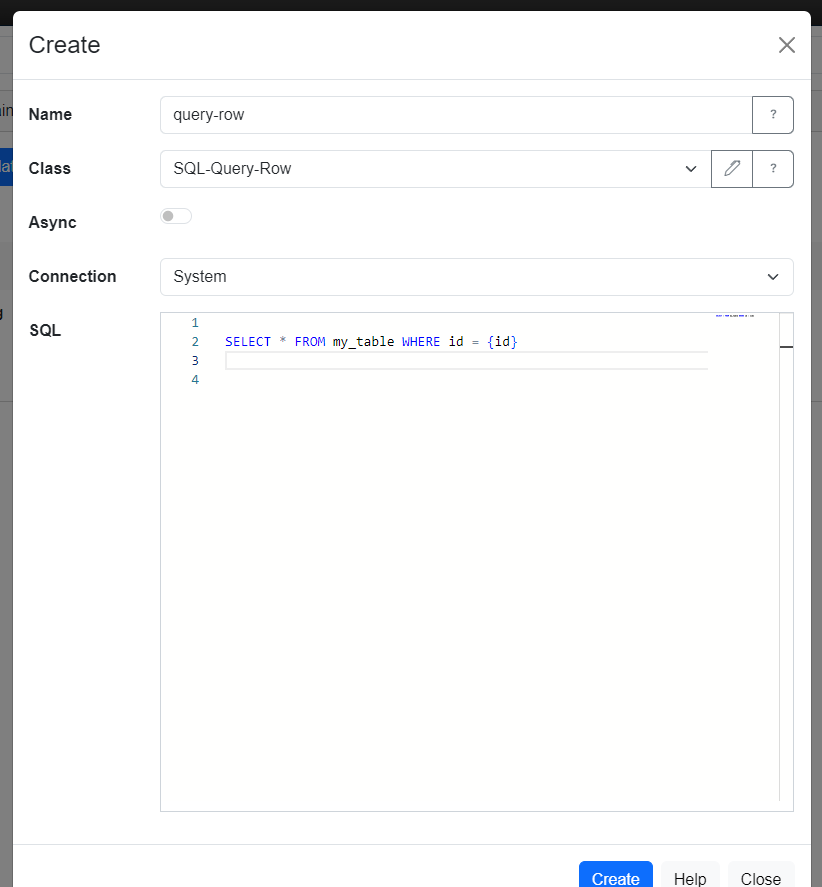 Create
Name
query-row
?
Class
SQL-Query-Row
?
Async
Connection
System
SQL
1
2 SELECT * FROM my_table WHERE id = {id}
3
4
Create Help Close